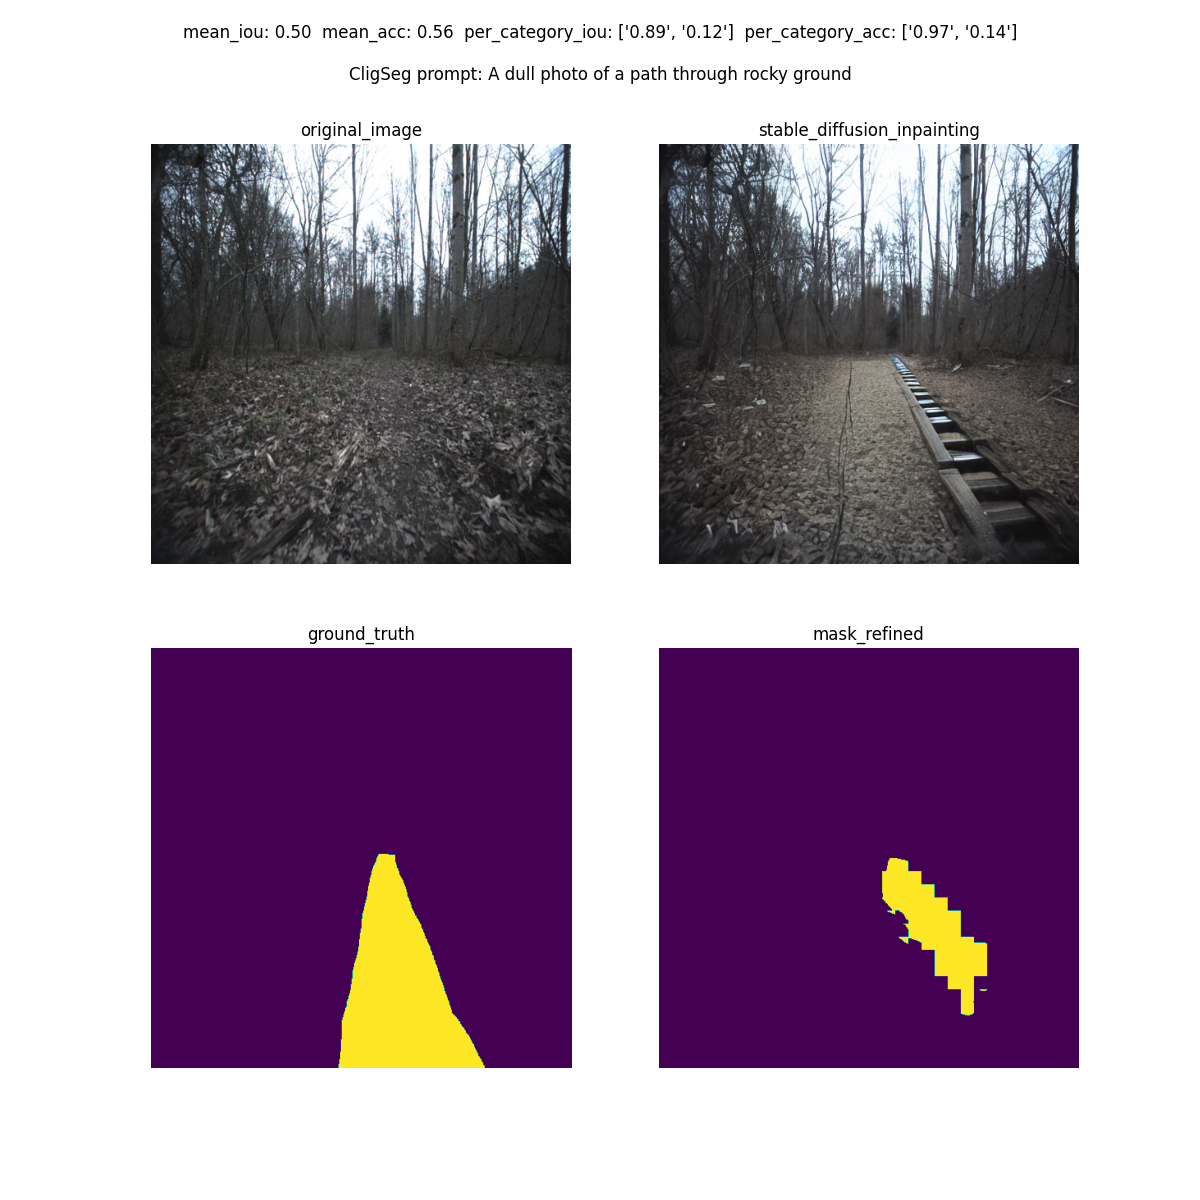 mean_iou: 0.50  mean_acc: 0.56  per_category_iou: ['0.89', '0.12']  per_category_acc: ['0.97', '0.14']
CligSeg prompt: A dull photo of a path through rocky ground
original_image
stable_diffusion_inpainting
ground_truth
mask_refined